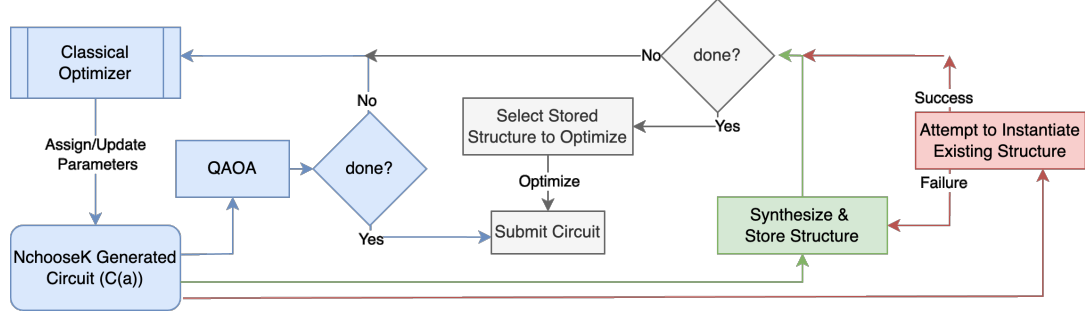 Classical
Optimizer
No
done?
Success
Select Stored
Structure to Optimize
Yes
Attempt to Instantiate
Existing Structure
No
Assign/Update
Parameters
QAOA
done?
Optimize
Failure
Yes
Submit Circuit
Synthesize &
Store Structure
NchooseK Generated
Circuit (C(a))